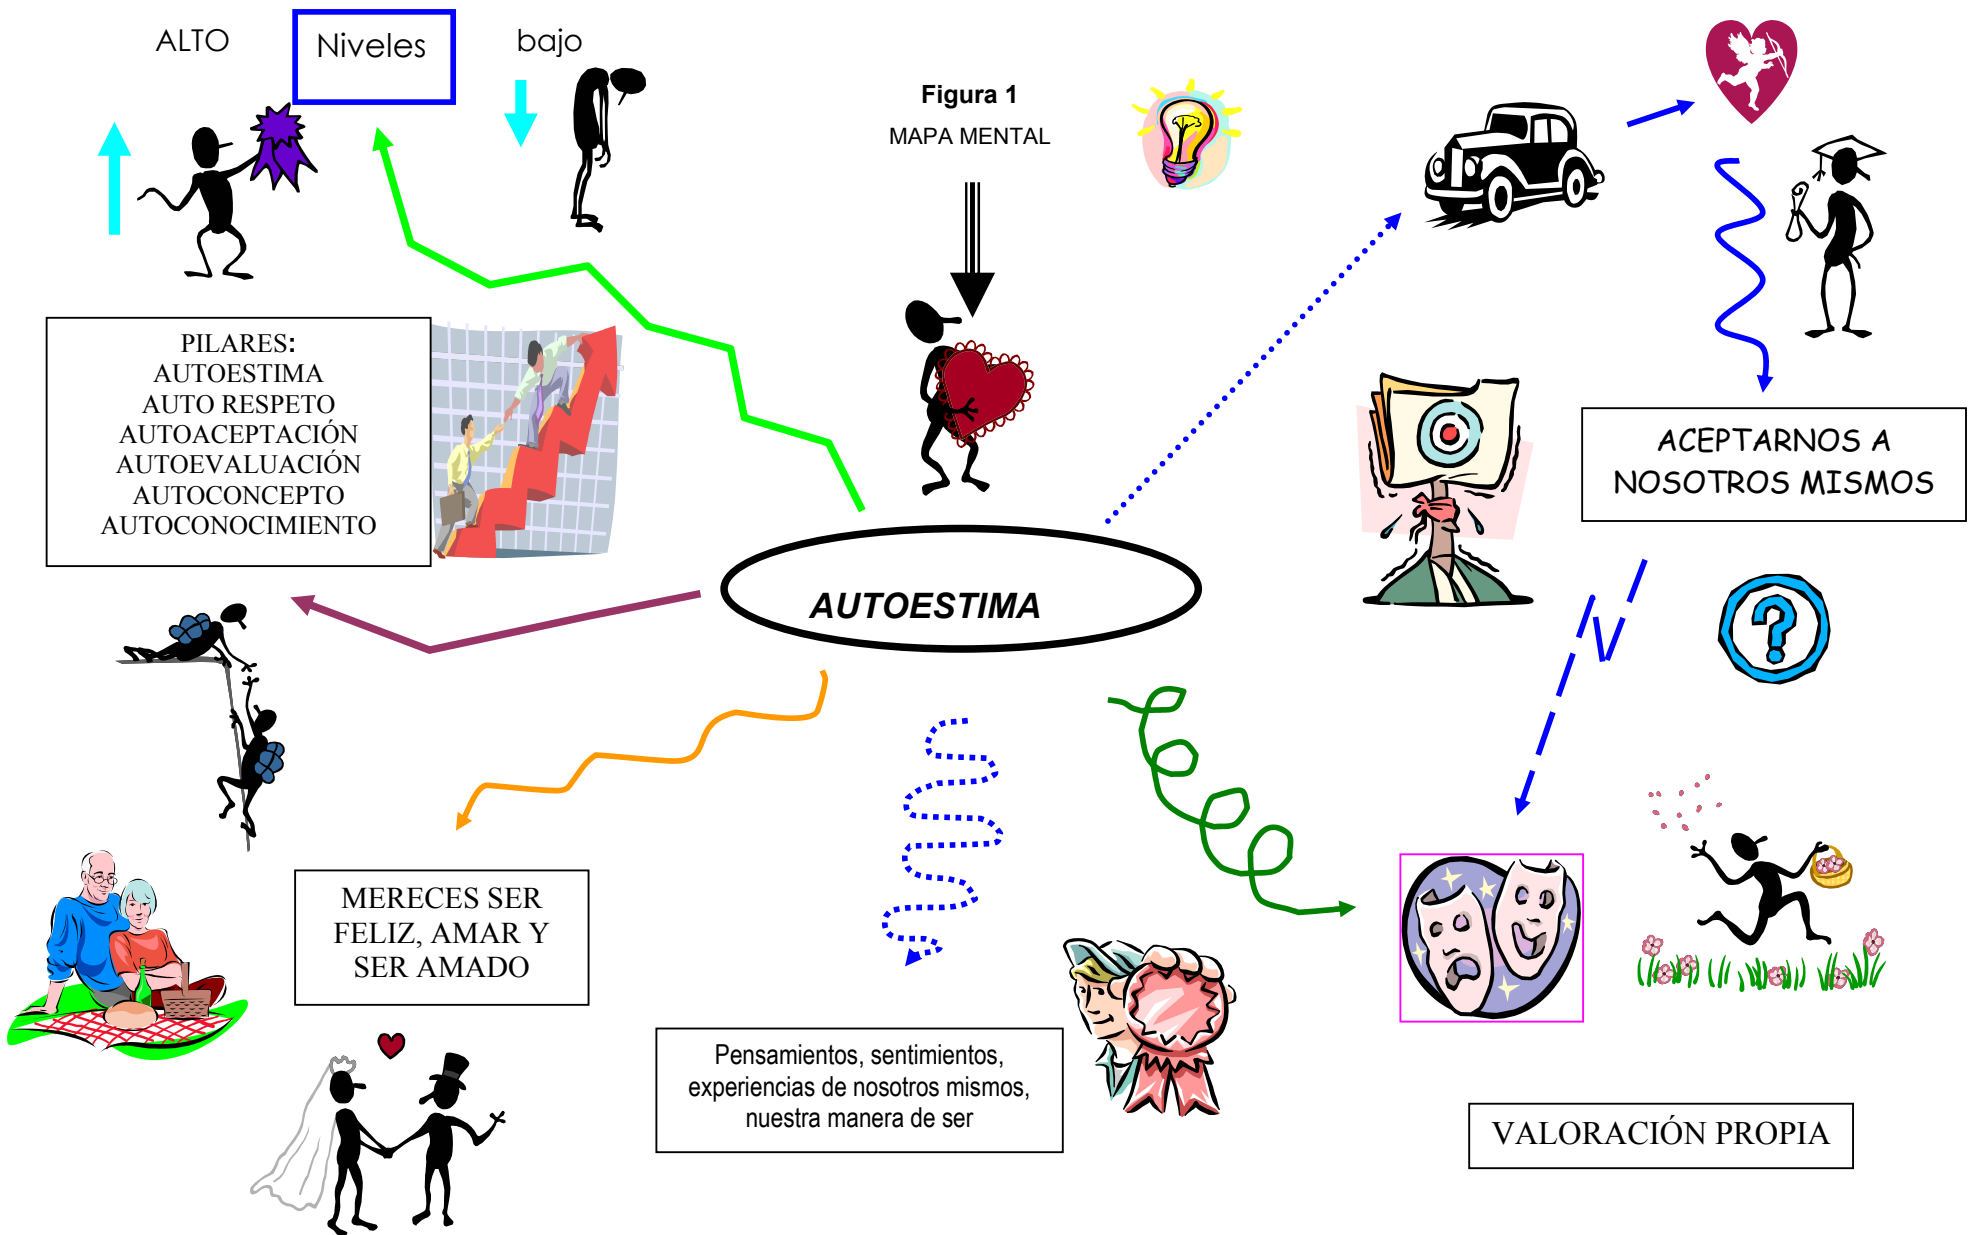 ALTO
Niveles
bajo
Figura 1
MAPA MENTAL
PILARES:
AUTOESTIMA
AUTO RESPETO
AUTOACEPTACIÓN
AUTOEVALUACIÓN
AUTOCONCEPTO
AUTOCONOCIMIENTO
ACEPTARNOS A
NOSOTROS MISMOS
?
AUTOESTIMA
MERECES SER
FELIZ, AMAR Y
SER AMADO
Pensamientos, sentimientos,
experiencias de nosotros mismos,
nuestra manera de ser
VALORACIÓN PROPIA